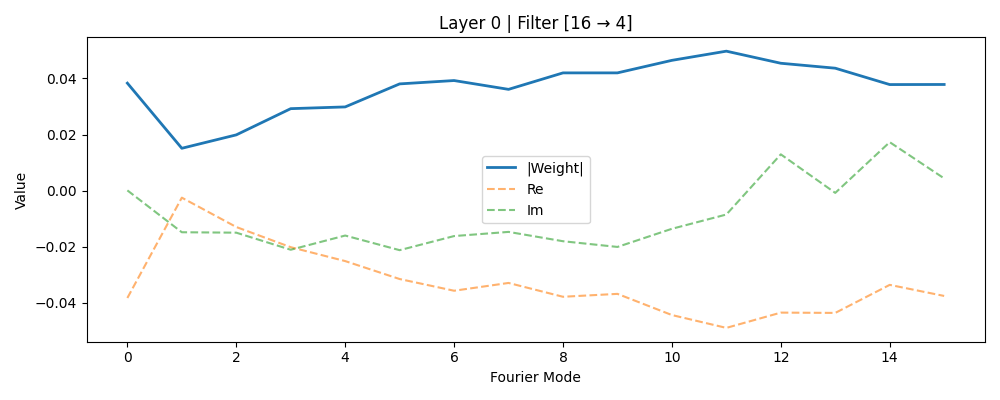 Layer 0 | Filter [16 → 4]
Value
0.04
0.02
0.00
−0.02
−0.04
|Weight|
Re
Im
0 2 4 6 8 10 12 14
Fourier Mode